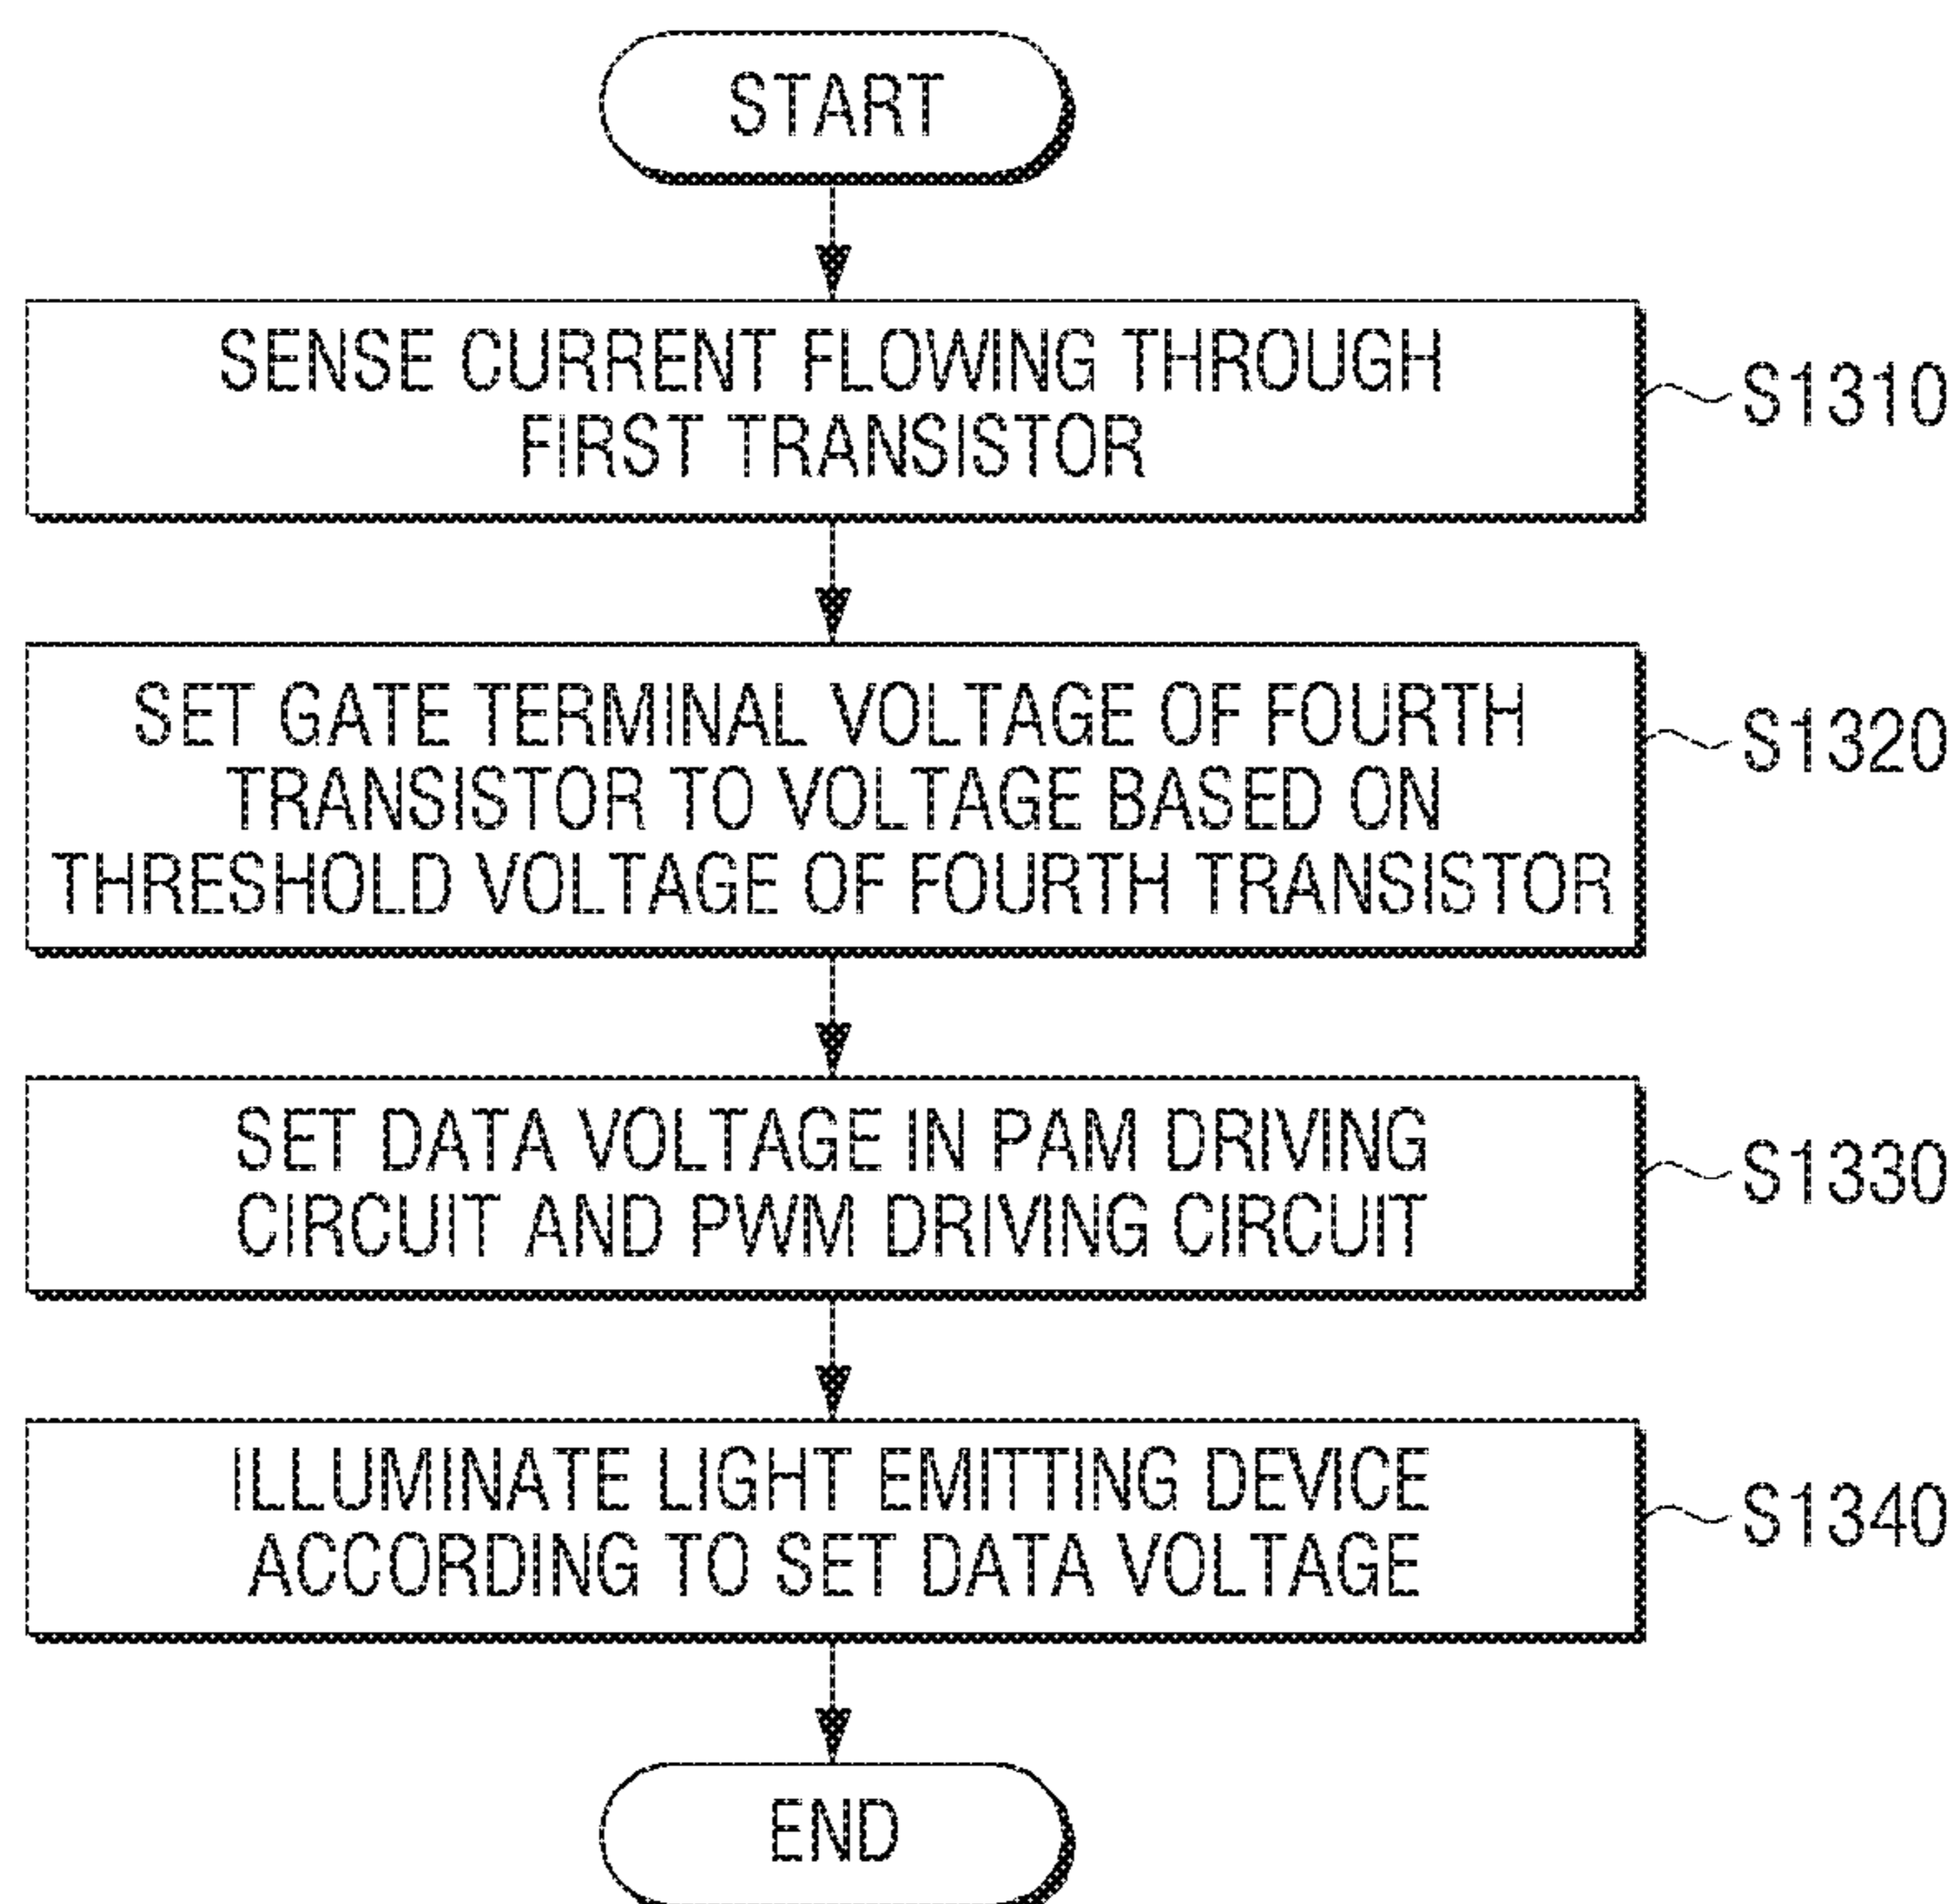 START
SENSE CURRENT FLOWING THROUGH
FIRST TRANSISTOR
S1310
SET GATE TERMINAL VOLTAGE OF FOURTH
TRANSISTOR TO VOLTAGE BASED ON
THRESHOLD VOLTAGE OF FOURTH TRANSISTOR
S1320
SET DATA VOLTAGE IN PAM DRIVING
CIRCUIT AND PWM DRIVING CIRCUIT
S1330
ILLUMINATE LIGHT EMITTING DEVICE
ACCORDING TO SET DATA VOLTAGE
S1340
END